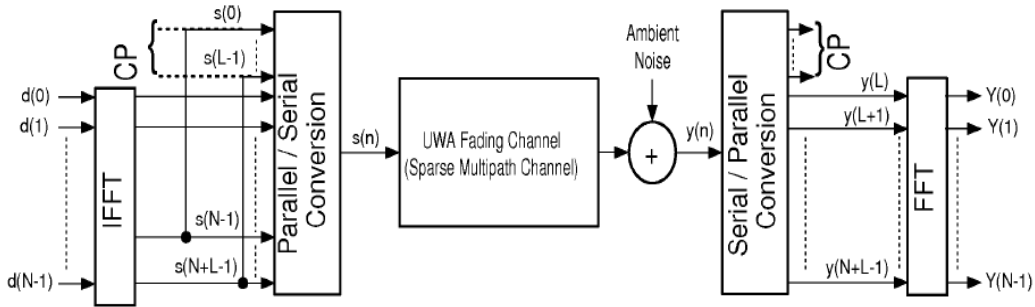 s(0)
CP
s(L-1)
d(0)
d(1)
IFFT
s(N-1)
d(N-1)
s(N+L-1)
Parallel / Serial
Conversion
s(n)
UWA Fading Channel
(Sparse Multipath Channel)
Ambient
Noise
+
y(n)
Serial / Parallel
Conversion
CP
y(L)
y(L+1)
y(N+L-1)
FFT
Y(0)
Y(1)
Y(N-1)